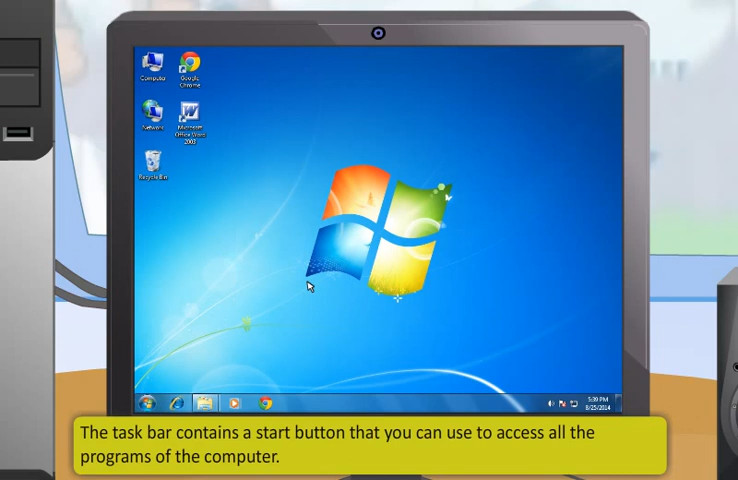 Computer
Google
Chrome
Network
Microsoft
Office Word
2003
Recycle Bin
5:39 PM
8/25/2014
The task bar contains a start button that you can use to access all the
programs of the computer.